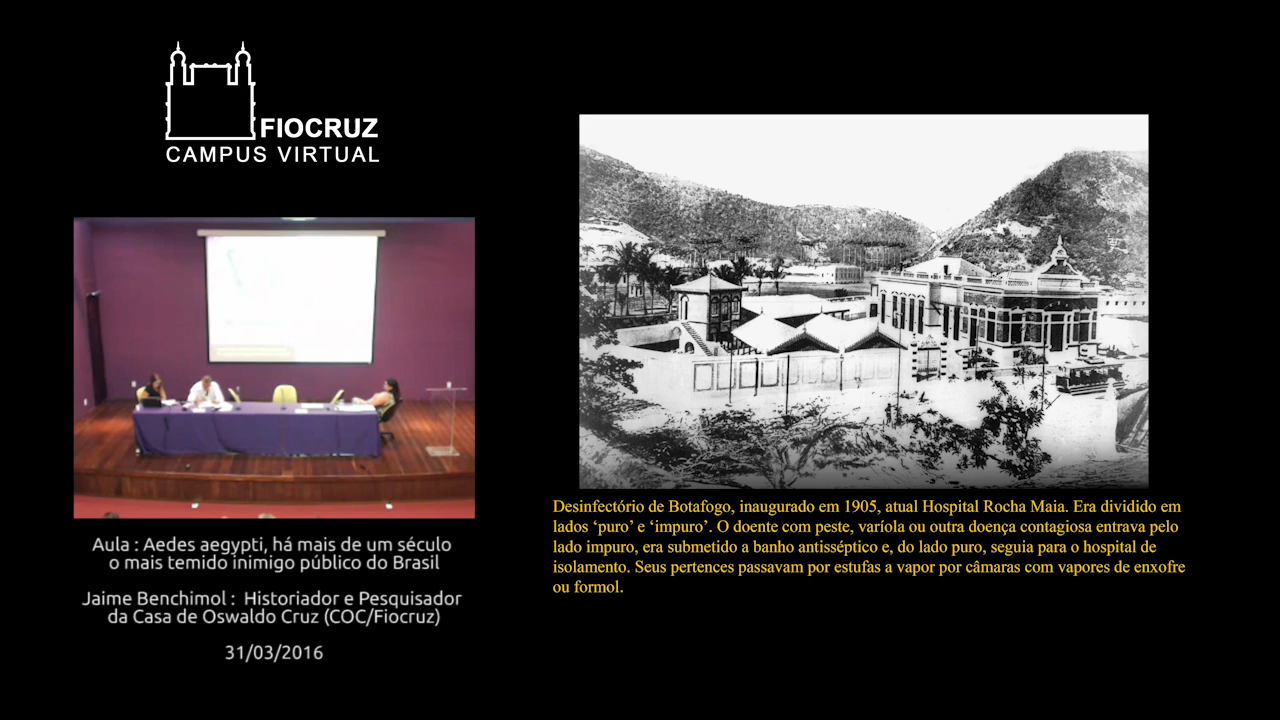 FIOCRUZ
CAMPUS VIRTUAL
Aula : Aedes aegypti, há mais de um século
o mais temido inimigo público do Brasil
Jaime Benchimol : Historiador e Pesquisador
da Casa de Oswaldo Cruz (COC/Fiocruz)
31/03/2016
Desinfectório de Botafogo, inaugurado em 1905, atual Hospital Rocha Maia. Era dividido em
lados ‘puro’ e ‘impuro’. O doente com peste, varíola ou outra doença contagiosa entrava pelo
lado impuro, era submetido a banho antisséptico e, do lado puro, seguia para o hospital de
isolamento. Seus pertences passavam por estufas a vapor por câmaras com vapores de enxofre
ou formol.